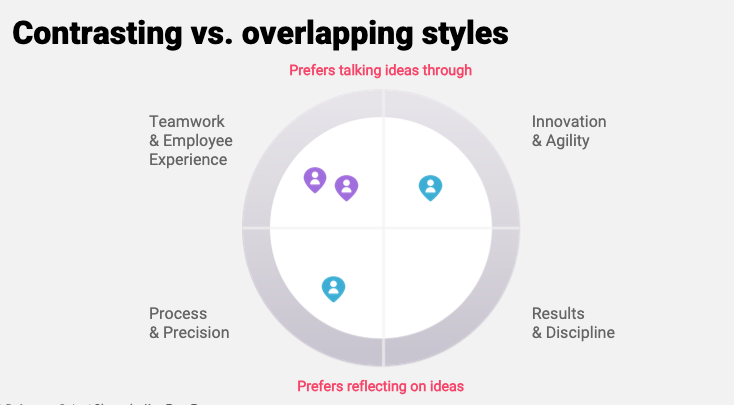 Contrasting vs. overlapping styles
Prefers talking ideas through
Teamwork
& Employee
Experience
Innovation
& Agility
Process
& Precision
Results
& Discipline
Prefers reflecting on ideas